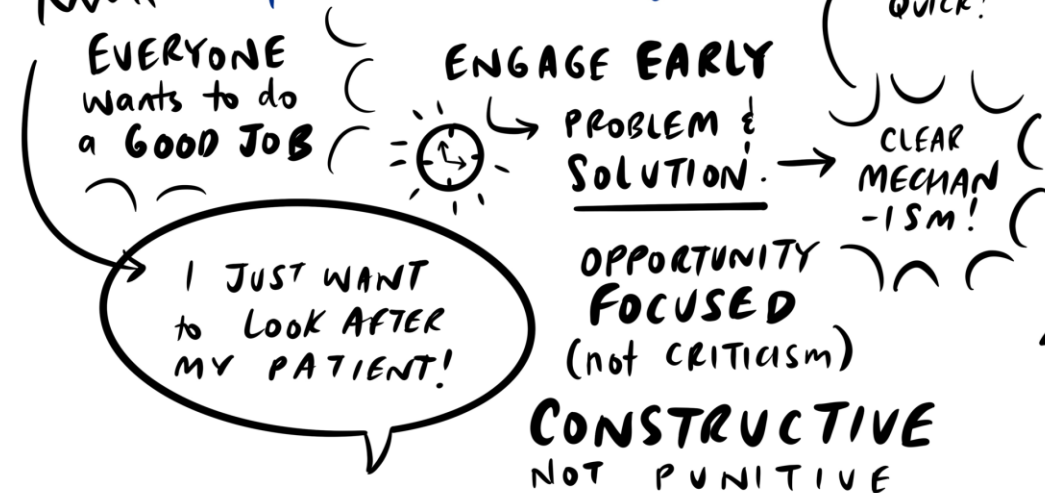 QUICK!
EVERYONE
wants to do
a GOOD JOB
ENGAGE EARLY
PROBLEM &
SOLUTION.
CLEAR
MECHAN
-ISM!
I JUST WANT
to LOOK AFTER
MY PATIENT!
OPPORTUNITY
FOCUSED
(not CRITICISM)
CONSTRUCTIVE
NOT PUNITIVE